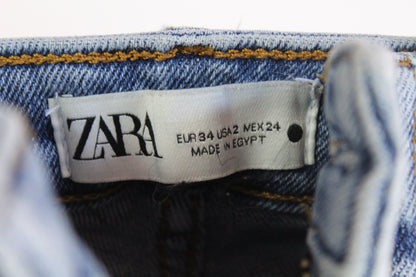 ZARA
EUR 34 USA 2 MEX 24
MADE IN EGYPT